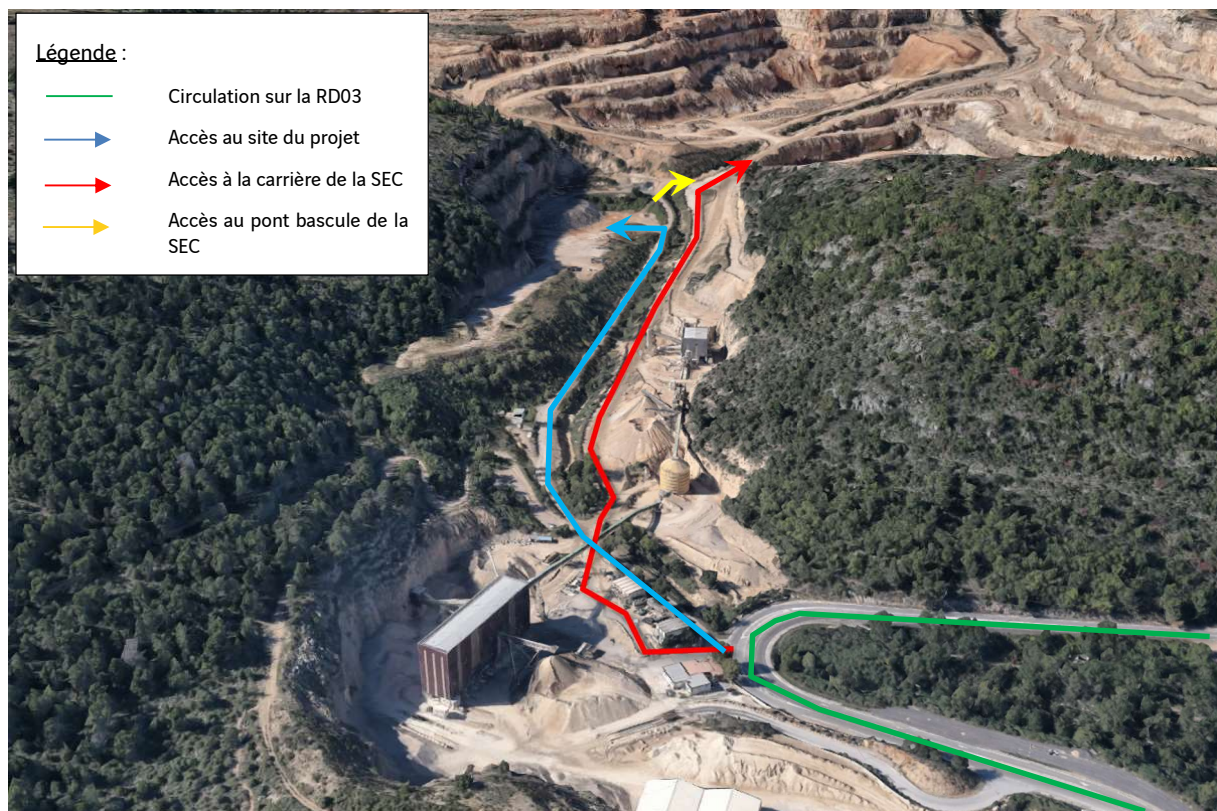 Légende :
Circulation sur la RD03
Accès au site du projet
Accès à la carrière de la SEC
Accès au pont bascule de la
SEC